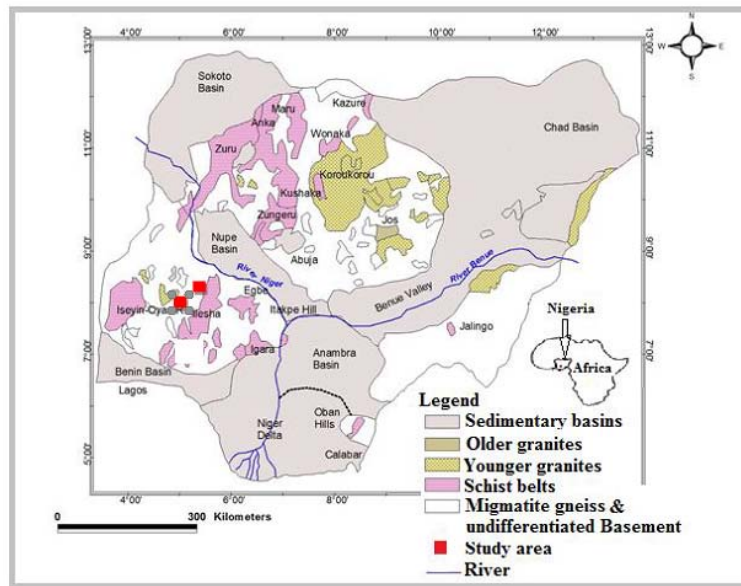 4°00' 6°00' 8°00' 10°00' 12°00'
13°00'
13°00'
N
W E
S
Sokoto
Basin
Maru
Kazure
Anka
Wonaka
Chad Basin
11°00'
11°00'
Zuru
Koroukorou
Kushaka
Zungeru
Jos
Nupe
Basin
Abuja
9°00'
9°00'
River Niger
River Benue
Benue Valley
Egbe
Iseyin-Oya
Ilesha
Itakpe Hill
Nigeria
7°00'
7°00'
Igara
Jalingo
Africa
Benin Basin
Anambra
Basin
Lagos
Oban
Hills
Niger
Delta
Calabar
5°00'
4°00' 6°00' 8°00'
Legend
Sedimentary basins
Older granites
Younger granites
Schist belts
Migmatite gneiss &
undifferentiated Basement
Study area
River
0 300
Kilometers